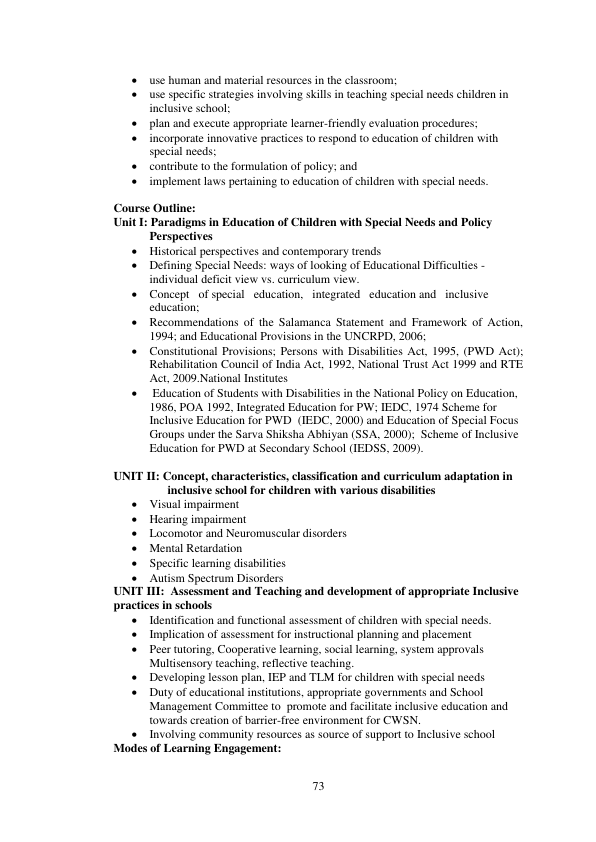 • use human and material resources in the classroom;
• use specific strategies involving skills in teaching special needs children in
inclusive school;
• plan and execute appropriate learner-friendly evaluation procedures;
• incorporate innovative practices to respond to education of children with
special needs;
• contribute to the formulation of policy; and
• implement laws pertaining to education of children with special needs.
Course Outline:
Unit I: Paradigms in Education of Children with Special Needs and Policy
Perspectives
• Historical perspectives and contemporary trends
• Defining Special Needs: ways of looking of Educational Difficulties -
individual deficit view vs. curriculum view.
• Concept of special education, integrated education and inclusive
education;
• Recommendations of the Salamanca Statement and Framework of Action,
1994; and Educational Provisions in the UNCRPD, 2006;
• Constitutional Provisions; Persons with Disabilities Act, 1995, (PWD Act);
Rehabilitation Council of India Act, 1992, National Trust Act 1999 and RTE
Act, 2009.National Institutes
• Education of Students with Disabilities in the National Policy on Education,
1986, POA 1992, Integrated Education for PW; IEDC, 1974 Scheme for
Inclusive Education for PWD (IEDC, 2000) and Education of Special Focus
Groups under the Sarva Shiksha Abhiyan (SSA, 2000); Scheme of Inclusive
Education for PWD at Secondary School (IEDSS, 2009).
UNIT II: Concept, characteristics, classification and curriculum adaptation in
inclusive school for children with various disabilities
• Visual impairment
• Hearing impairment
• Locomotor and Neuromuscular disorders
• Mental Retardation
• Specific learning disabilities
• Autism Spectrum Disorders
UNIT III: Assessment and Teaching and development of appropriate Inclusive
practices in schools
• Identification and functional assessment of children with special needs.
• Implication of assessment for instructional planning and placement
• Peer tutoring, Cooperative learning, social learning, system approvals
Multisensory teaching, reflective teaching.
• Developing lesson plan, IEP and TLM for children with special needs
• Duty of educational institutions, appropriate governments and School
Management Committee to promote and facilitate inclusive education and
towards creation of barrier-free environment for CWSN.
• Involving community resources as source of support to Inclusive school
Modes of Learning Engagement:
73